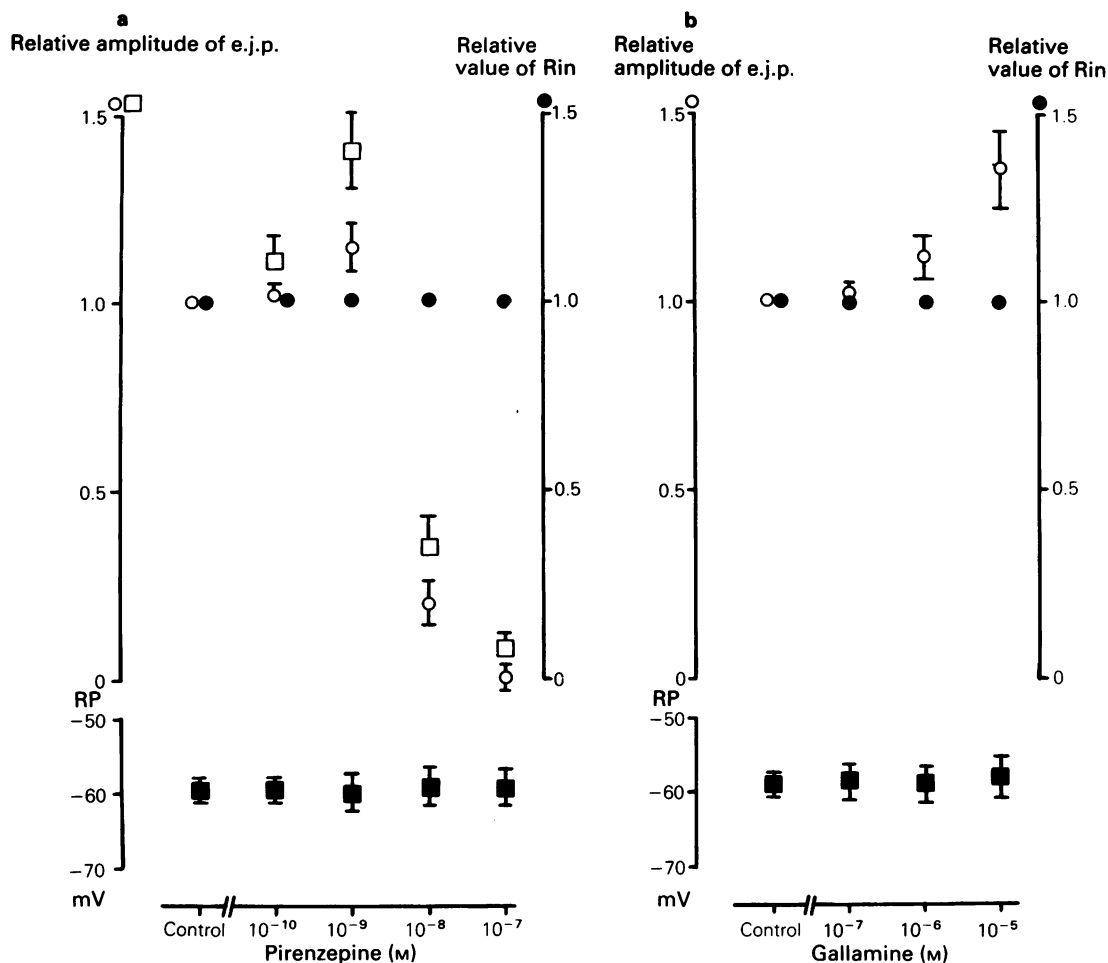 a
Relative amplitude of e.j.p.
Relative
value of Rin
1.5
1.0
0.5
0
1.5
1.0
0.5
0
RP
−50
−60
−70
mV
Control
10⁻¹⁰
10⁻⁹
10⁻⁸
10⁻⁷
Pirenzepine (M)
b
Relative
amplitude of e.j.p.
Relative
value of Rin
1.5
1.0
0.5
0
1.5
1.0
0.5
0
RP
−50
−60
−70
mV
Control
10⁻⁷
10⁻⁶
10⁻⁵
Gallamine (M)